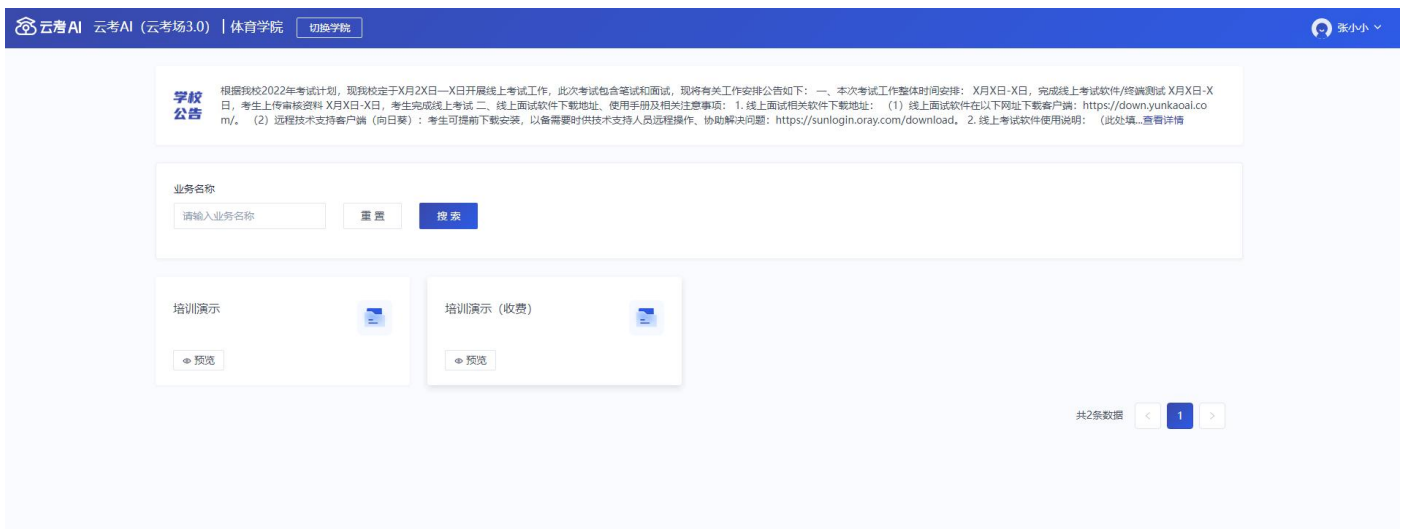 云考AI 云考AI（云考场3.0） | 体育学院 切换学院 张小小
学校公告
根据我校2022年考试计划，现我校定于X月2X日—X日开展线上考试工作，此次考试包含笔试和面试，现将有关工作安排公告如下： 一、本次考试工作整体时间安排： X月X日-X日，完成线上考试软件/终端测试 X月X日-X
日，考生上传审核资料 X月X日-X日，考生完成线上考试 二、线上面试软件下载地址、使用手册及相关注意事项： 1. 线上面试相关软件下载地址： （1）线上面试软件在以下网址下载客户端：https://down.yunkaoai.co
m/。 （2）远程技术支持客户端（向日葵）：考生可提前下载安装，以备需要时供技术支持人员远程操作、协助解决问题：https://sunlogin.oray.com/download。 2. 线上考试软件使用说明： （此处填...查看详情
业务名称
请输入业务名称 重置 搜索
培训演示 培训演示（收费）
预览 预览
共2条数据 < 1 >